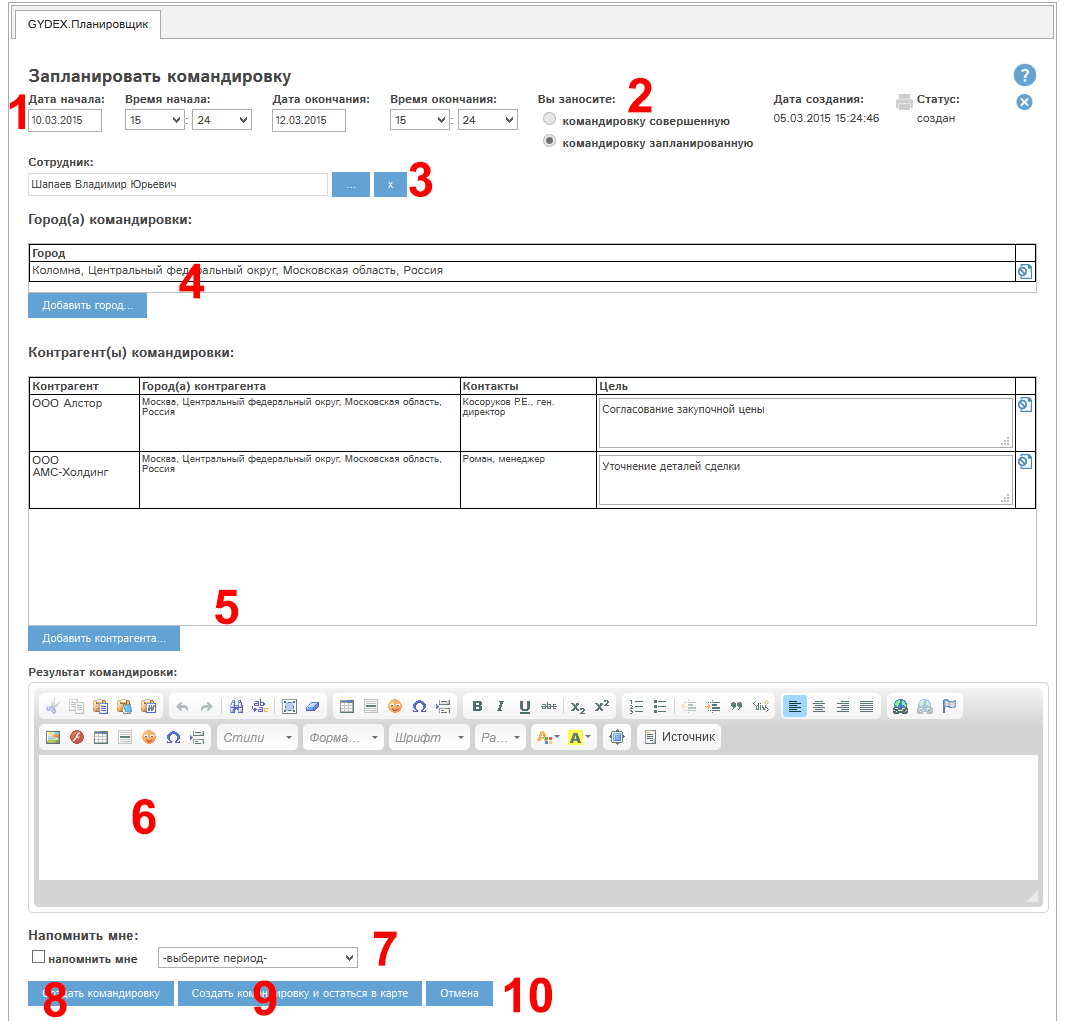 GYDEX.Планировщик
Запланировать командировку
?
1
Дата начала: Время начала: Дата окончания: Время окончания: Вы заносите: 2 Дата создания: Статус:
10.03.2015 15 : 24 12.03.2015 15 : 24 командировку совершенную 05.03.2015 15:24:46 создан
командировку запланированную
Сотрудник:
Шапаев Владимир Юрьевич ... x 3
Город(а) командировки:
Город
Коломна, Центральный федеральный округ, Московская область, Россия
4
Добавить город...
Контрагент(ы) командировки:
Контрагент Город(а) контрагента Контакты Цель
ООО Алстор Москва, Центральный федеральный округ, Московская область, Косоруков Р.Е., ген. Согласование закупочной цены
Россия директор
ООО Москва, Центральный федеральный округ, Московская область, Роман, менеджер Уточнение деталей сделки
АМС-Холдинг Россия
5
Добавить контрагента...
Результат командировки:
B I U abc x2 x2 div
Стили Форма... Шрифт Ра... A A Источник
6
Напомнить мне:
напомнить мне -выберите период- 7
Создать командировку Создать командировку и остаться в карте Отмена
8 9 10